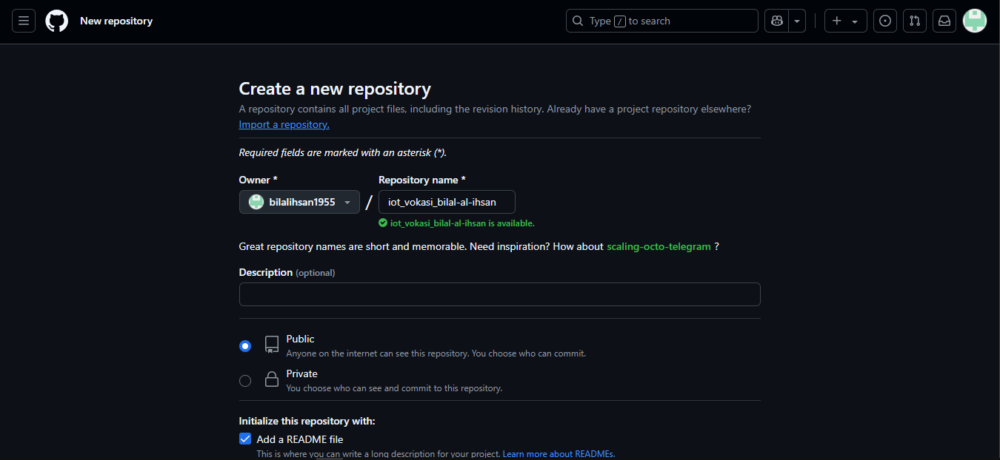 New repository
Type / to search
Create a new repository
A repository contains all project files, including the revision history. Already have a project repository elsewhere?
Import a repository.
Required fields are marked with an asterisk (*).
Owner * Repository name *
bilalihsan1955 / iot_vokasi_bilal-al-ihsan
iot_vokasi_bilal-al-ihsan is available.
Great repository names are short and memorable. Need inspiration? How about scaling-octo-telegram ?
Description (optional)
Public
Anyone on the internet can see this repository. You choose who can commit.
Private
You choose who can see and commit to this repository.
Initialize this repository with:
Add a README file
This is where you can write a long description for your project. Learn more about READMEs.